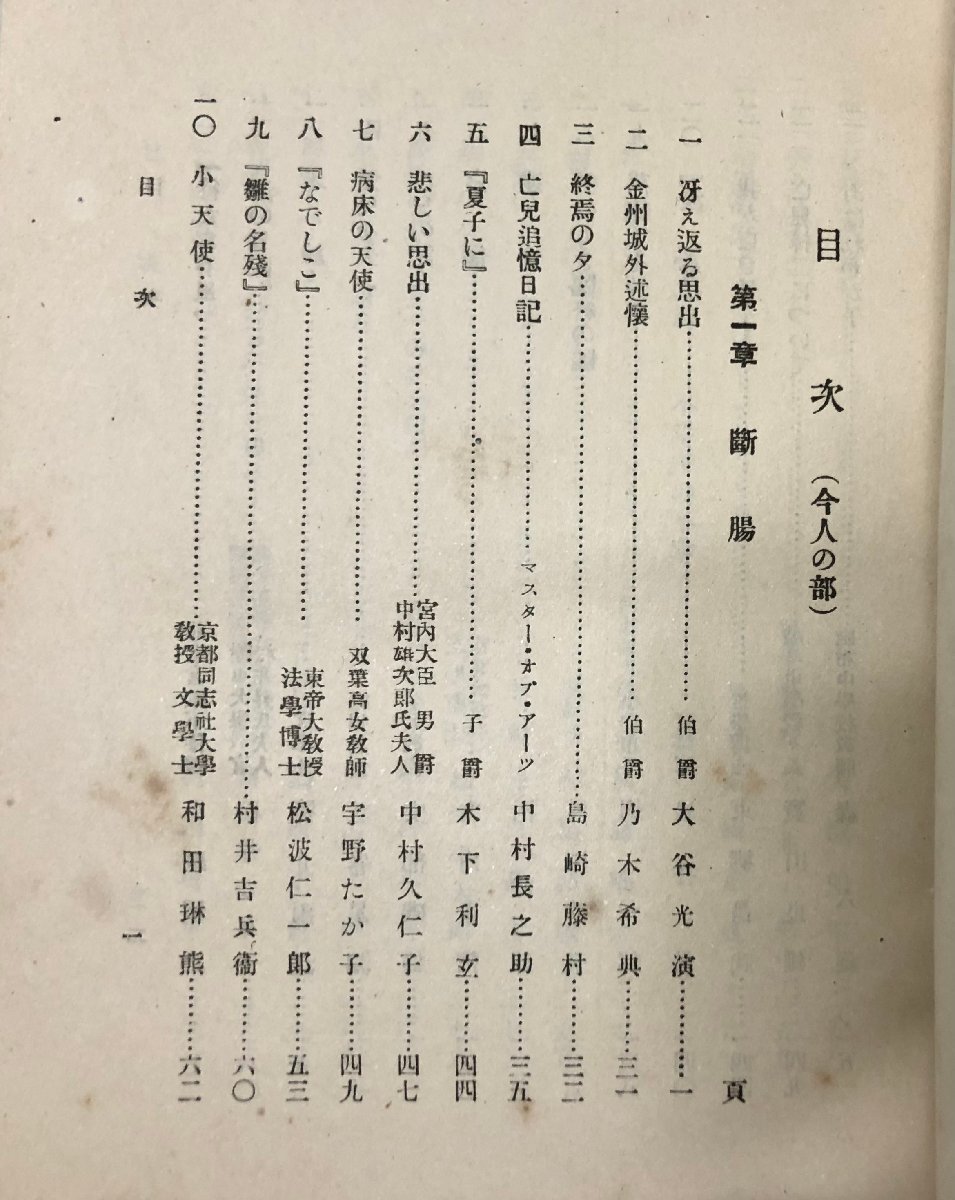 目次（今人の部）
第一章 斷腸
頁
一 冴え返る思出…………伯爵 大谷光演…………一
二 金州城外述懷…………伯爵 乃木希典…………三一
三 終焉の夕…………島崎藤村…………三二
四 亡兒追憶日記…………マスター・オブ・アーツ 中村長之助…………三五
五 『夏子に』…………子爵 木下利玄…………四四
六 悲しい思出…………宮內大臣 男爵 中村雄次郎氏夫人 中村久仁子…………四七
七 病床の天使…………双葉高女敎師 宇野たか子…………四九
八 『なでしこ』…………東帝大敎授 法學博士 松波仁一郎…………五三
九 『雛の名殘』…………村井吉兵衞…………六〇
一〇 小天使…………京都同志社大學敎授 文學士 和田琳熊…………六二
目次
一